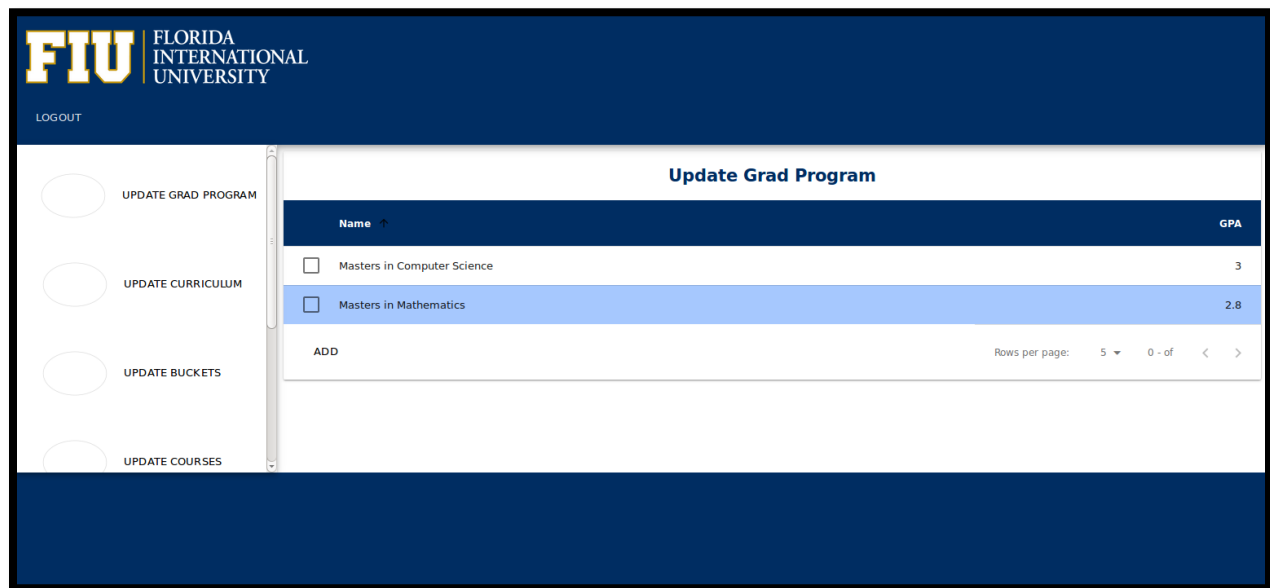 FIU
FLORIDA
INTERNATIONAL
UNIVERSITY
LOGOUT
UPDATE GRAD PROGRAM
UPDATE CURRICULUM
UPDATE BUCKETS
UPDATE COURSES
Update Grad Program
Name GPA
Masters in Computer Science 3
Masters in Mathematics 2.8
ADD Rows per page: 5 0 - of